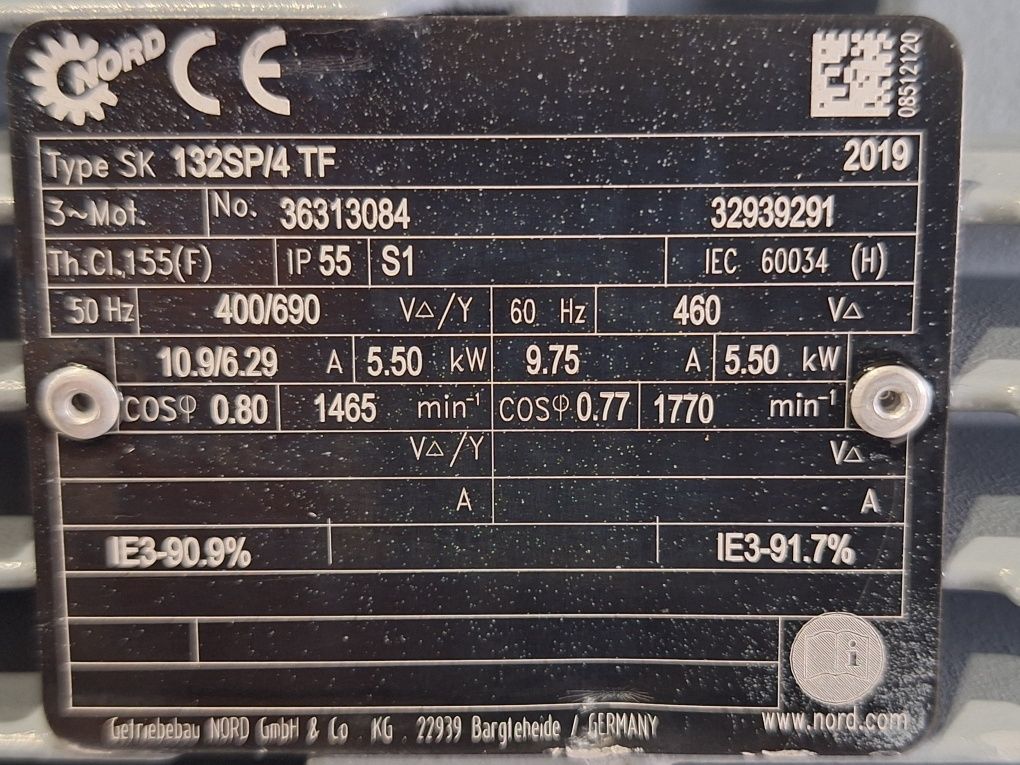 NORD CE 08512120
Type SK 132SP/4 TF 2019
3~Mot. No. 36313084 32939291
Th.Cl.155(F) IP 55 S1 IEC 60034 (H)
50 Hz 400/690 V△/Y 60 Hz 460 V△
10.9/6.29 A 5.50 kW 9.75 A 5.50 kW
COSφ 0.80 1465 min⁻¹ COSφ 0.77 1770 min⁻¹
V△/Y V△
A A
IE3-90.9% IE3-91.7%
i
Getriebebau NORD GmbH & Co KG 22939 Bargteheide / GERMANY www.nord.com